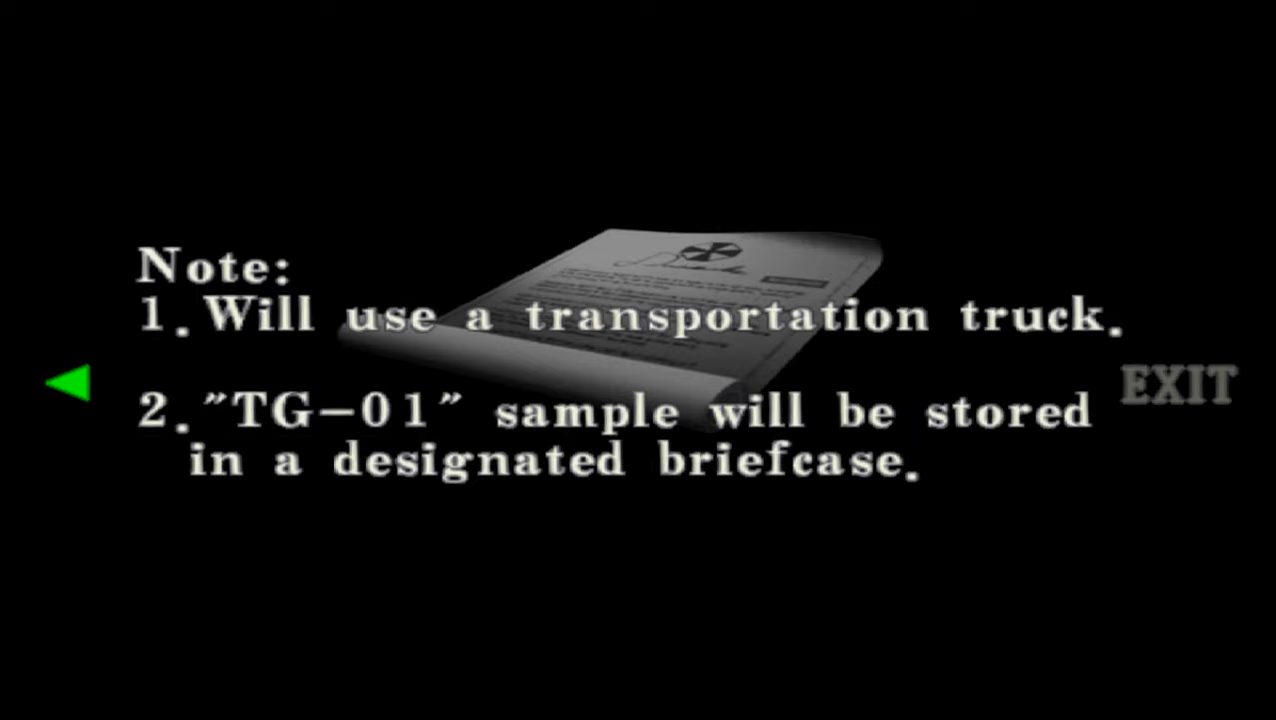 Note:
1.Will use a transportation truck.
EXIT
2."TG-01" sample will be stored
in a designated briefcase.